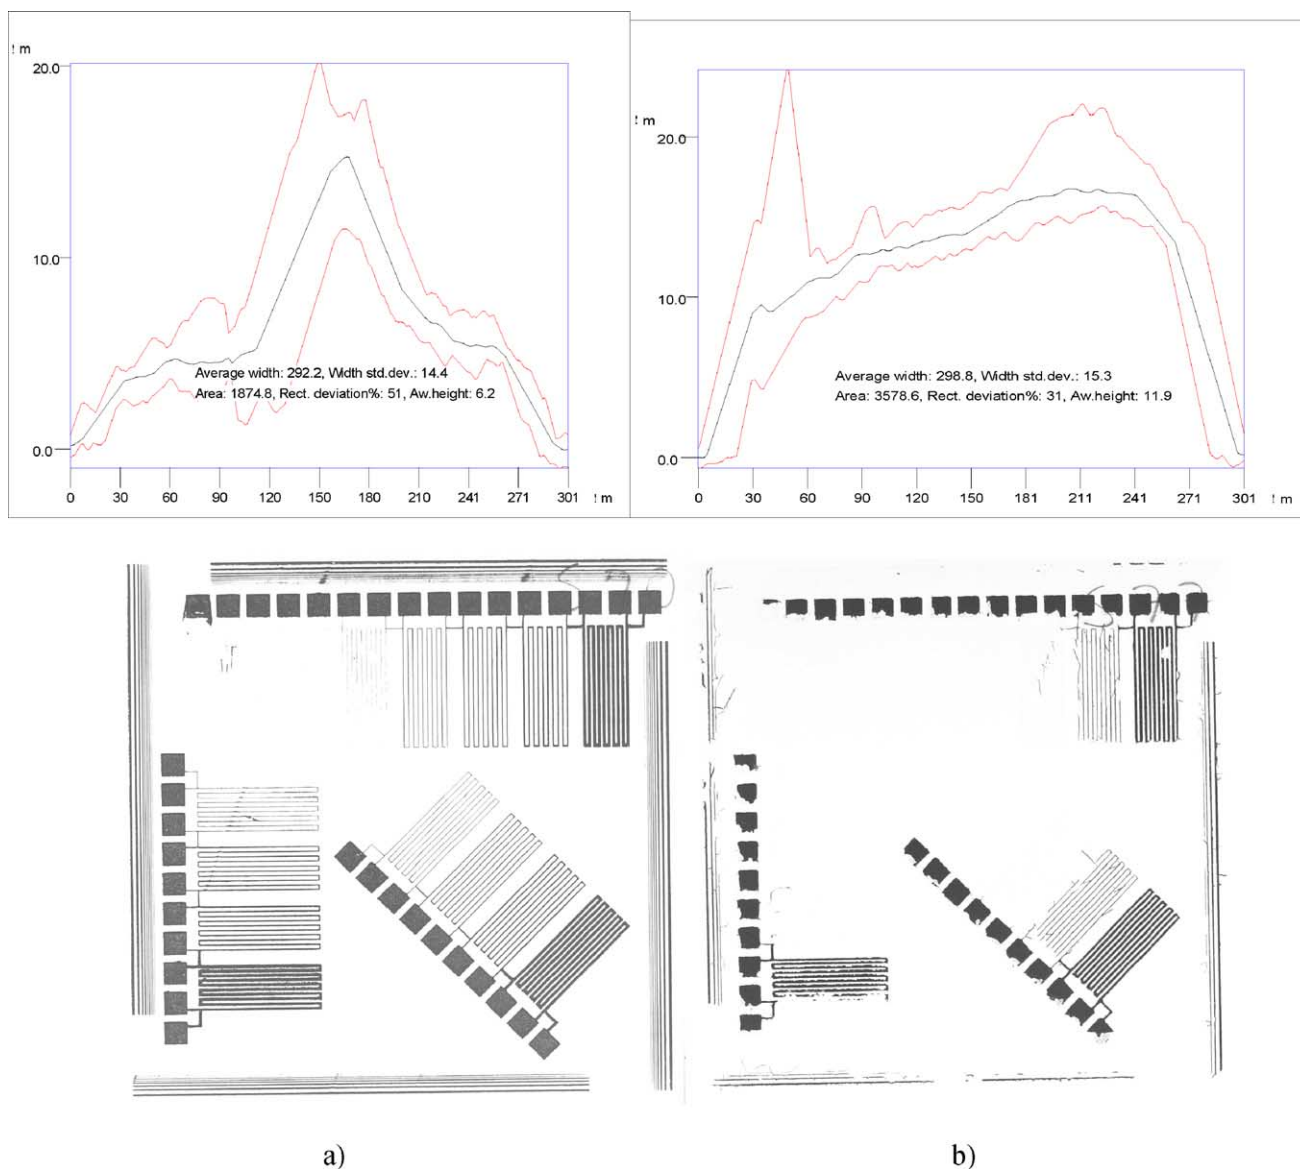 ! m
20.0
10.0
0.0
Average width: 292.2, Width std.dev.: 14.4
Area: 1874.8, Rect. deviation%: 51, Aw.height: 6.2
0 30 60 90 120 150 180 210 241 271 301 ! m
! m
20.0
10.0
0.0
Average width: 298.8, Width std.dev.: 15.3
Area: 3578.6, Rect. deviation%: 31, Aw.height: 11.9
0 30 60 90 120 150 181 211 241 271 301 ! m
a)
b)